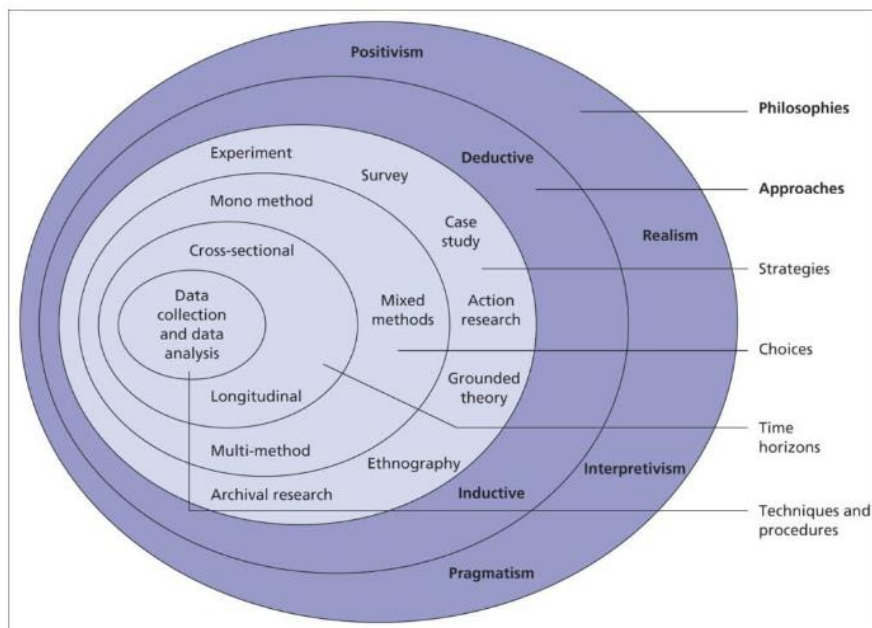 Positivism
Philosophies
Deductive
Approaches
Realism
Experiment
Survey
Case
study
Strategies
Mono method
Cross-sectional
Data
collection
and data
analysis
Mixed
methods
Action
research
Choices
Longitudinal
Grounded
theory
Time
horizons
Multi-method
Ethnography
Interpretivism
Archival research
Inductive
Techniques and
procedures
Pragmatism